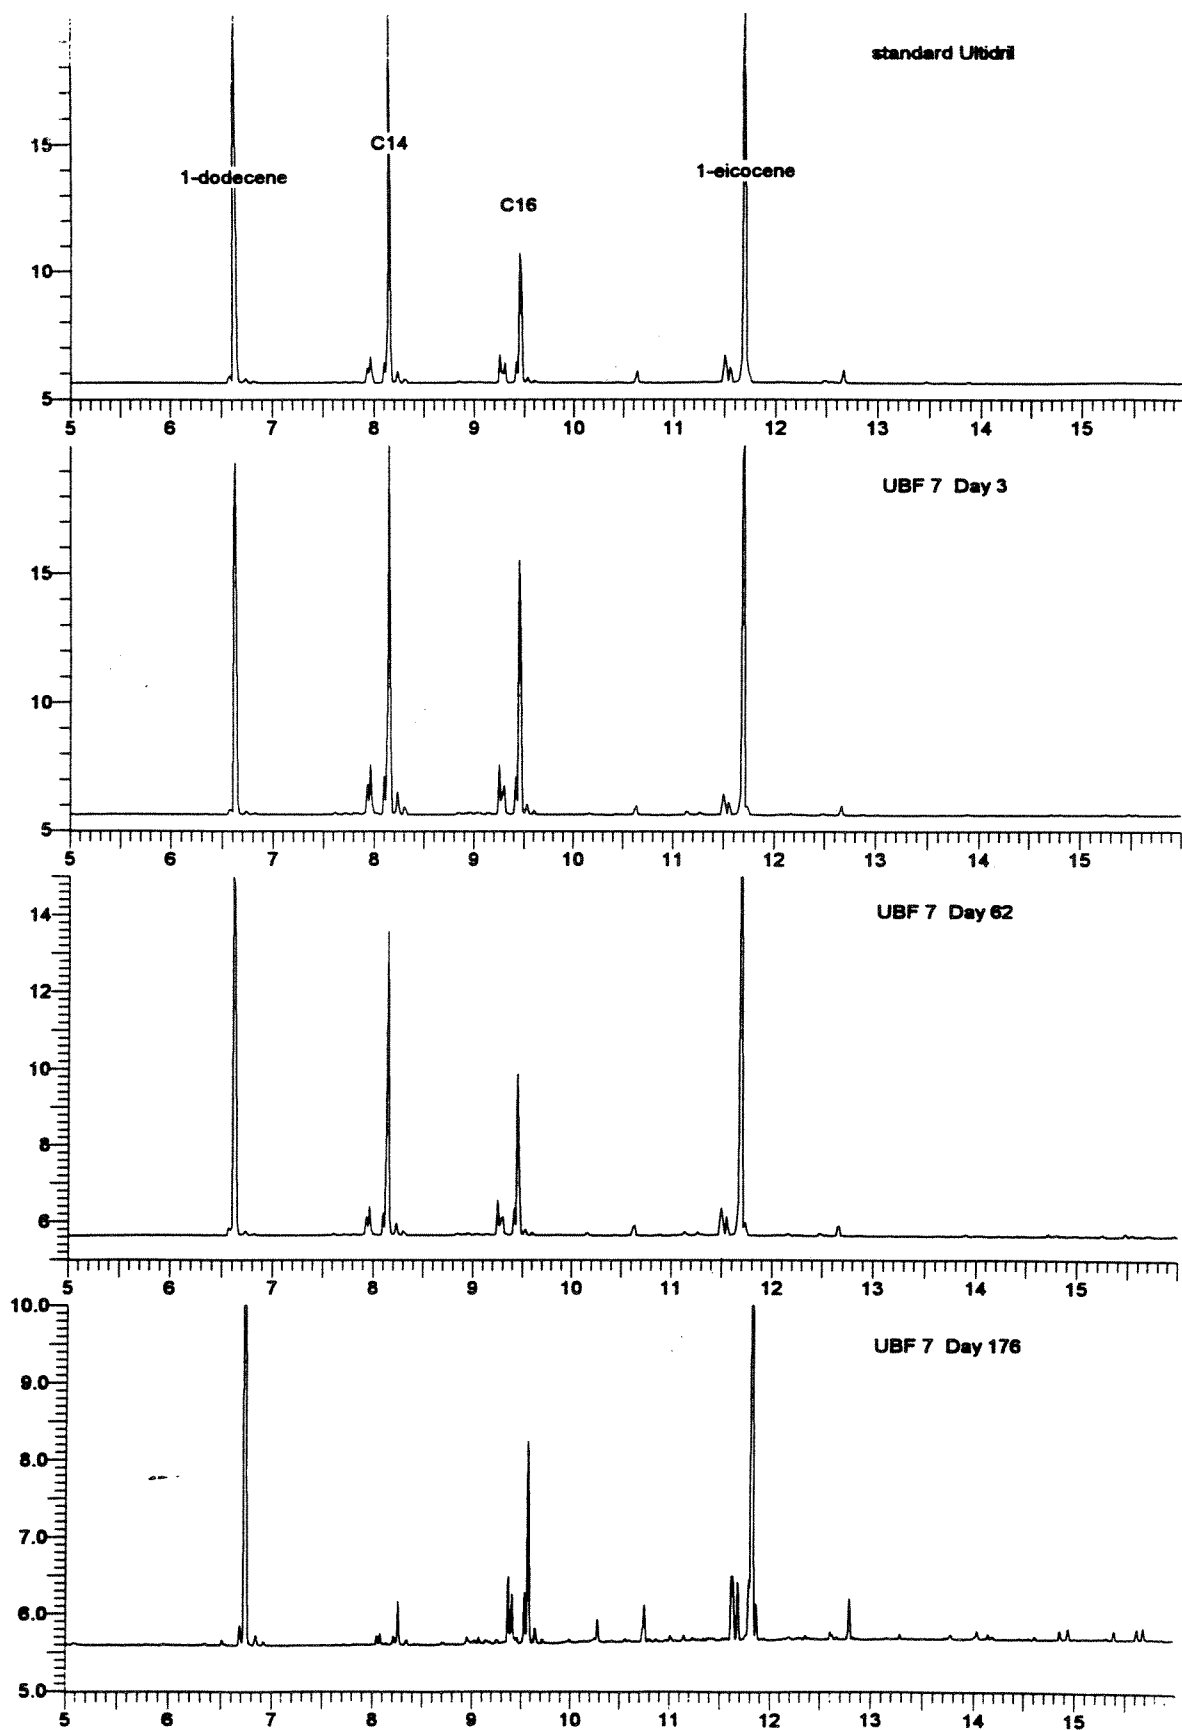 standard Ultidril
15
C14
1-dodecene
1-eicocene
C16
10
5
5 6 7 8 9 10 11 12 13 14 15
UBF 7 Day 3
15
10
5
5 6 7 8 9 10 11 12 13 14 15
UBF 7 Day 62
14
12
10
8
6
5 6 7 8 9 10 11 12 13 14 15
10.0
UBF 7 Day 176
9.0
8.0
7.0
6.0
5.0
5 6 7 8 9 10 11 12 13 14 15